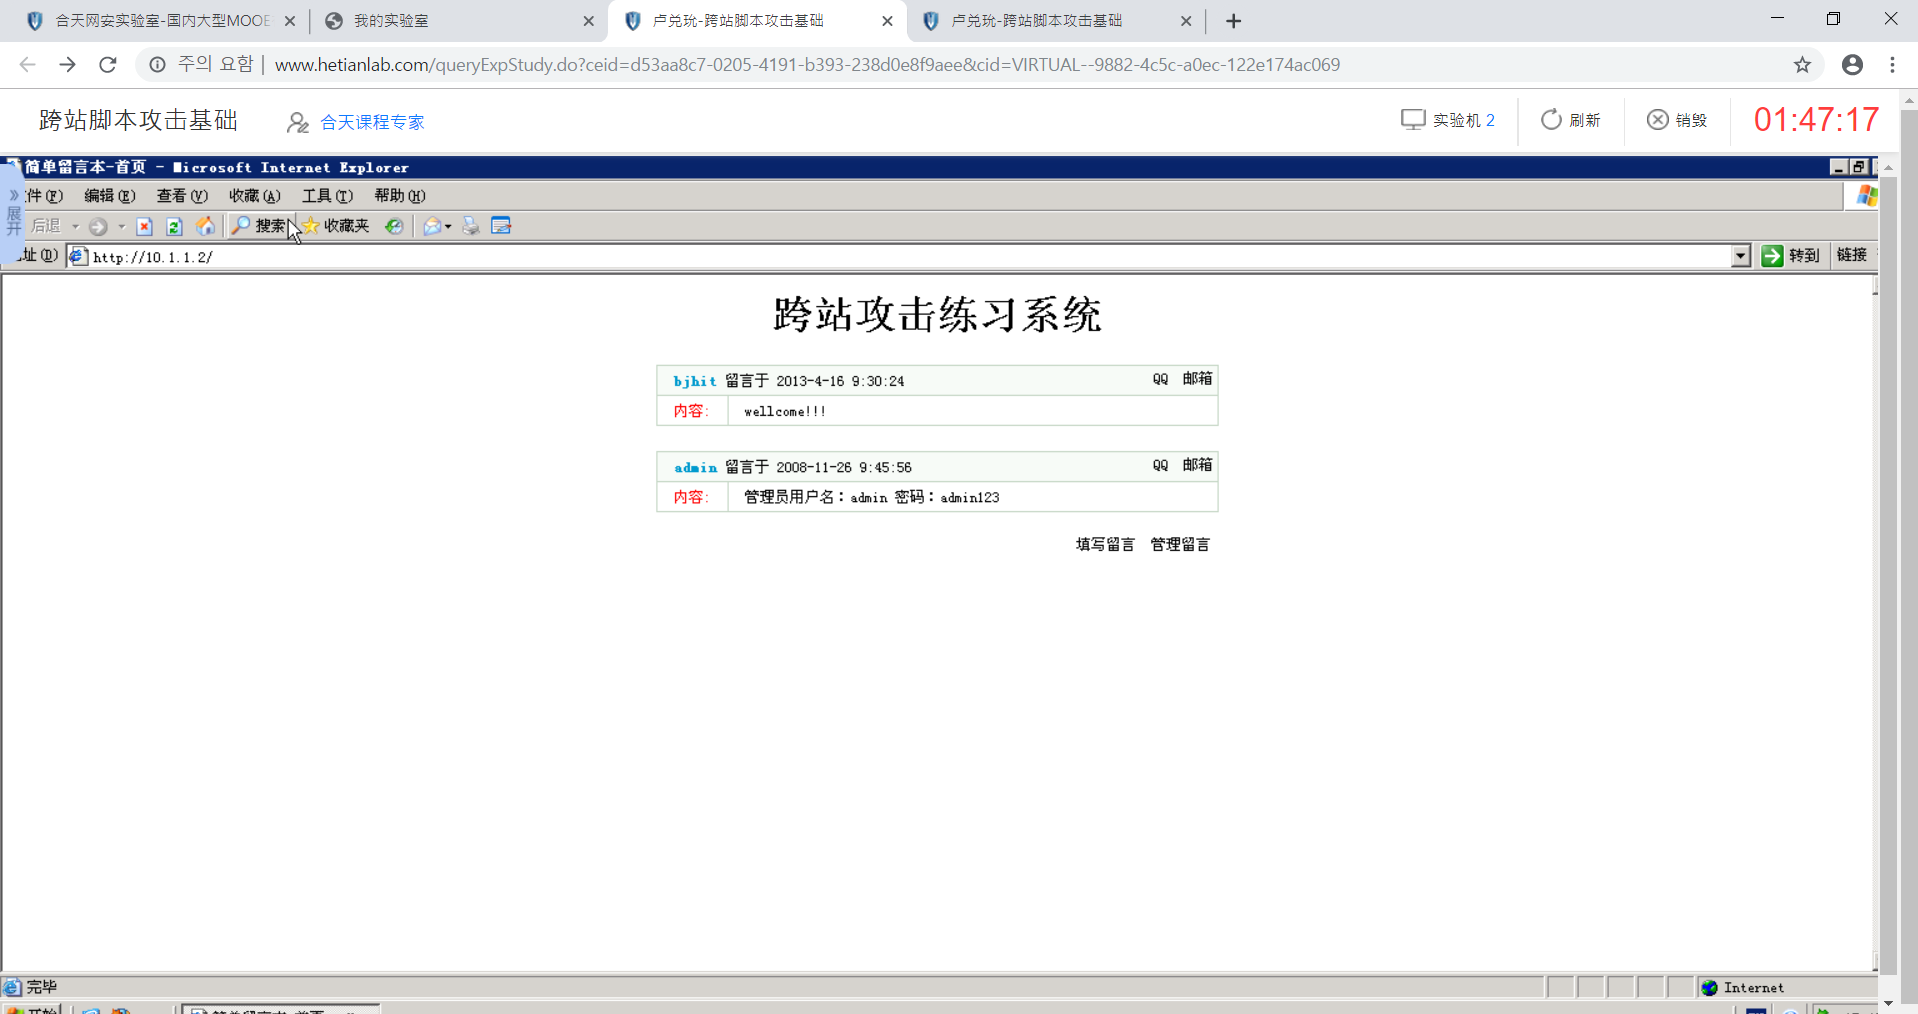 合天网安实验室-国内大型MOOE
我的实验室
卢兑玧-跨站脚本攻击基础
卢兑玧-跨站脚本攻击基础
주의 요함 | www.hetianlab.com/queryExpStudy.do?ceid=d53aa8c7-0205-4191-b393-238d0e8f9aee&cid=VIRTUAL--9882-4c5c-a0ec-122e174ac069
跨站脚本攻击基础 合天课程专家 实验机 2 刷新 销毁 01:47:17
简单留言本-首页 - Microsoft Internet Explorer
件(F) 编辑(E) 查看(V) 收藏(A) 工具(T) 帮助(H)
展开
后退 搜索 收藏夹
址(D) http://10.1.1.2/ 转到 链接
跨站攻击练习系统
bjhit 留言于 2013-4-16 9:30:24 QQ 邮箱
内容: wellcome!!!
admin 留言于 2008-11-26 9:45:56 QQ 邮箱
内容: 管理员用户名：admin 密码：admin123
填写留言 管理留言
完毕 Internet
开始